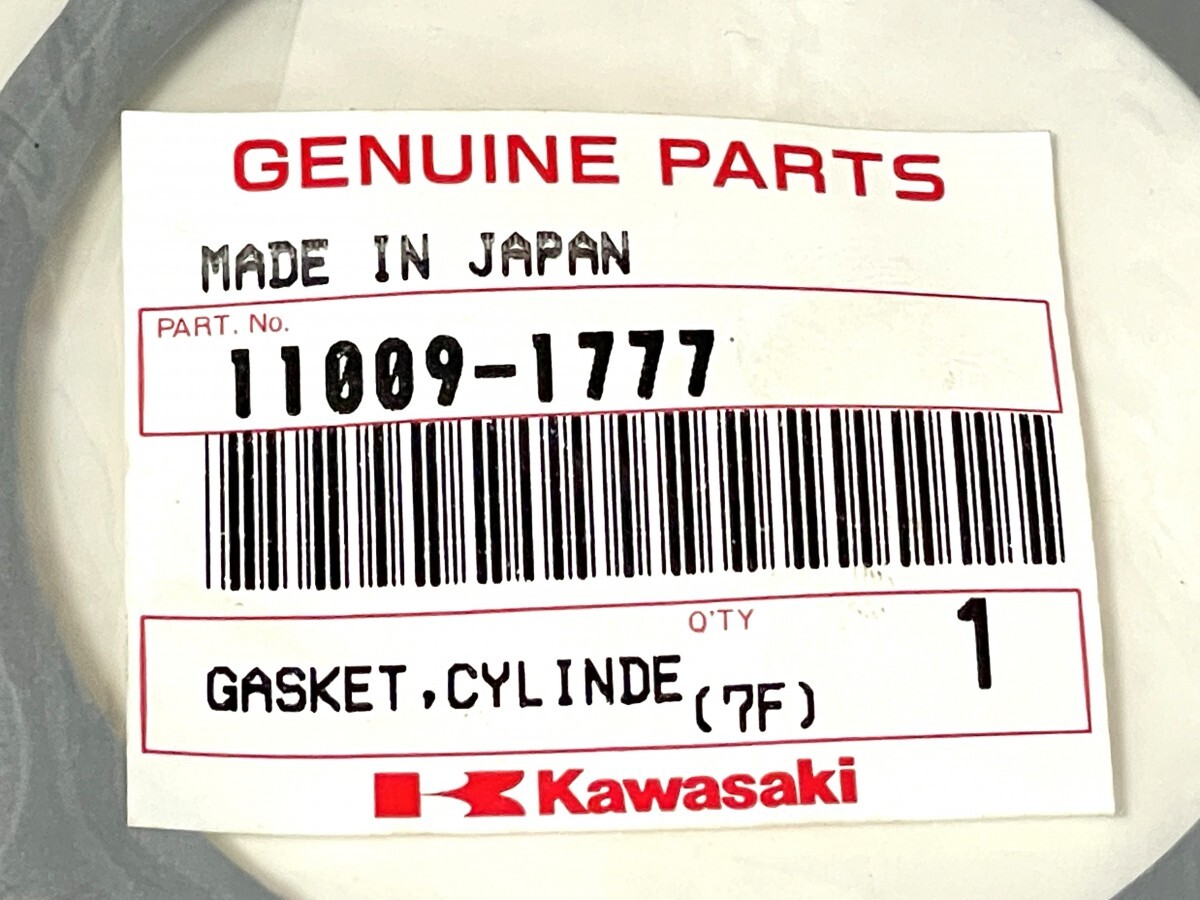 GENUINE PARTS
MADE IN JAPAN
PART. No.
11009-1777
Q'TY
GASKET,CYLINDE(7F) 1
Kawasaki